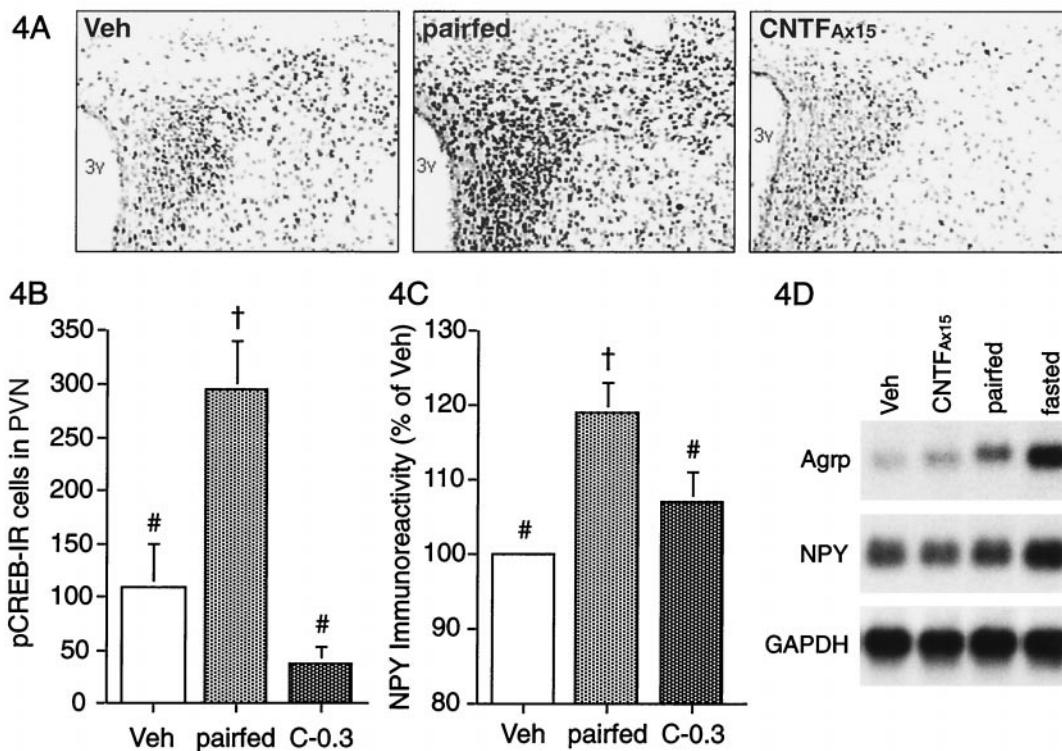 4A
Veh
pairfed
CNTFAx15
3V
3V
3V
4B
pCREB-IR cells in PVN
350
300
250
200
150
100
50
0
#
†
#
Veh
pairfed
C-0.3
4C
NPY Immunoreactivity (% of Veh)
130
120
110
100
90
80
#
†
#
Veh
pairfed
C-0.3
4D
Veh
CNTFAx15
pairfed
fasted
Agrp
NPY
GAPDH